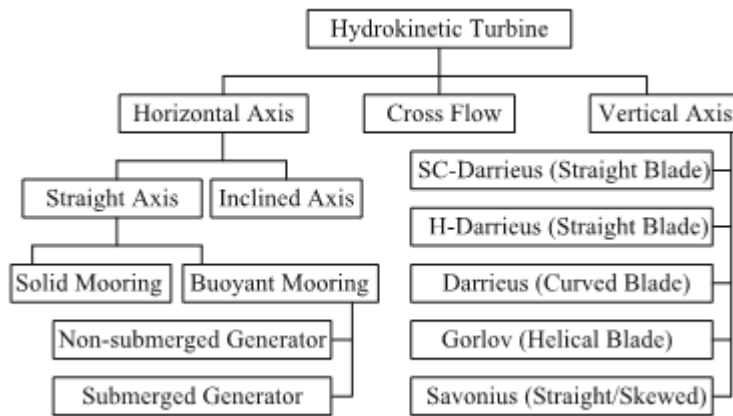 Hydrokinetic Turbine
Horizontal Axis
Cross Flow
Vertical Axis
SC-Darrieus (Straight Blade)
Straight Axis
Inclined Axis
H-Darrieus (Straight Blade)
Solid Mooring
Buoyant Mooring
Darrieus (Curved Blade)
Non-submerged Generator
Gorlov (Helical Blade)
Submerged Generator
Savonius (Straight/Skewed)